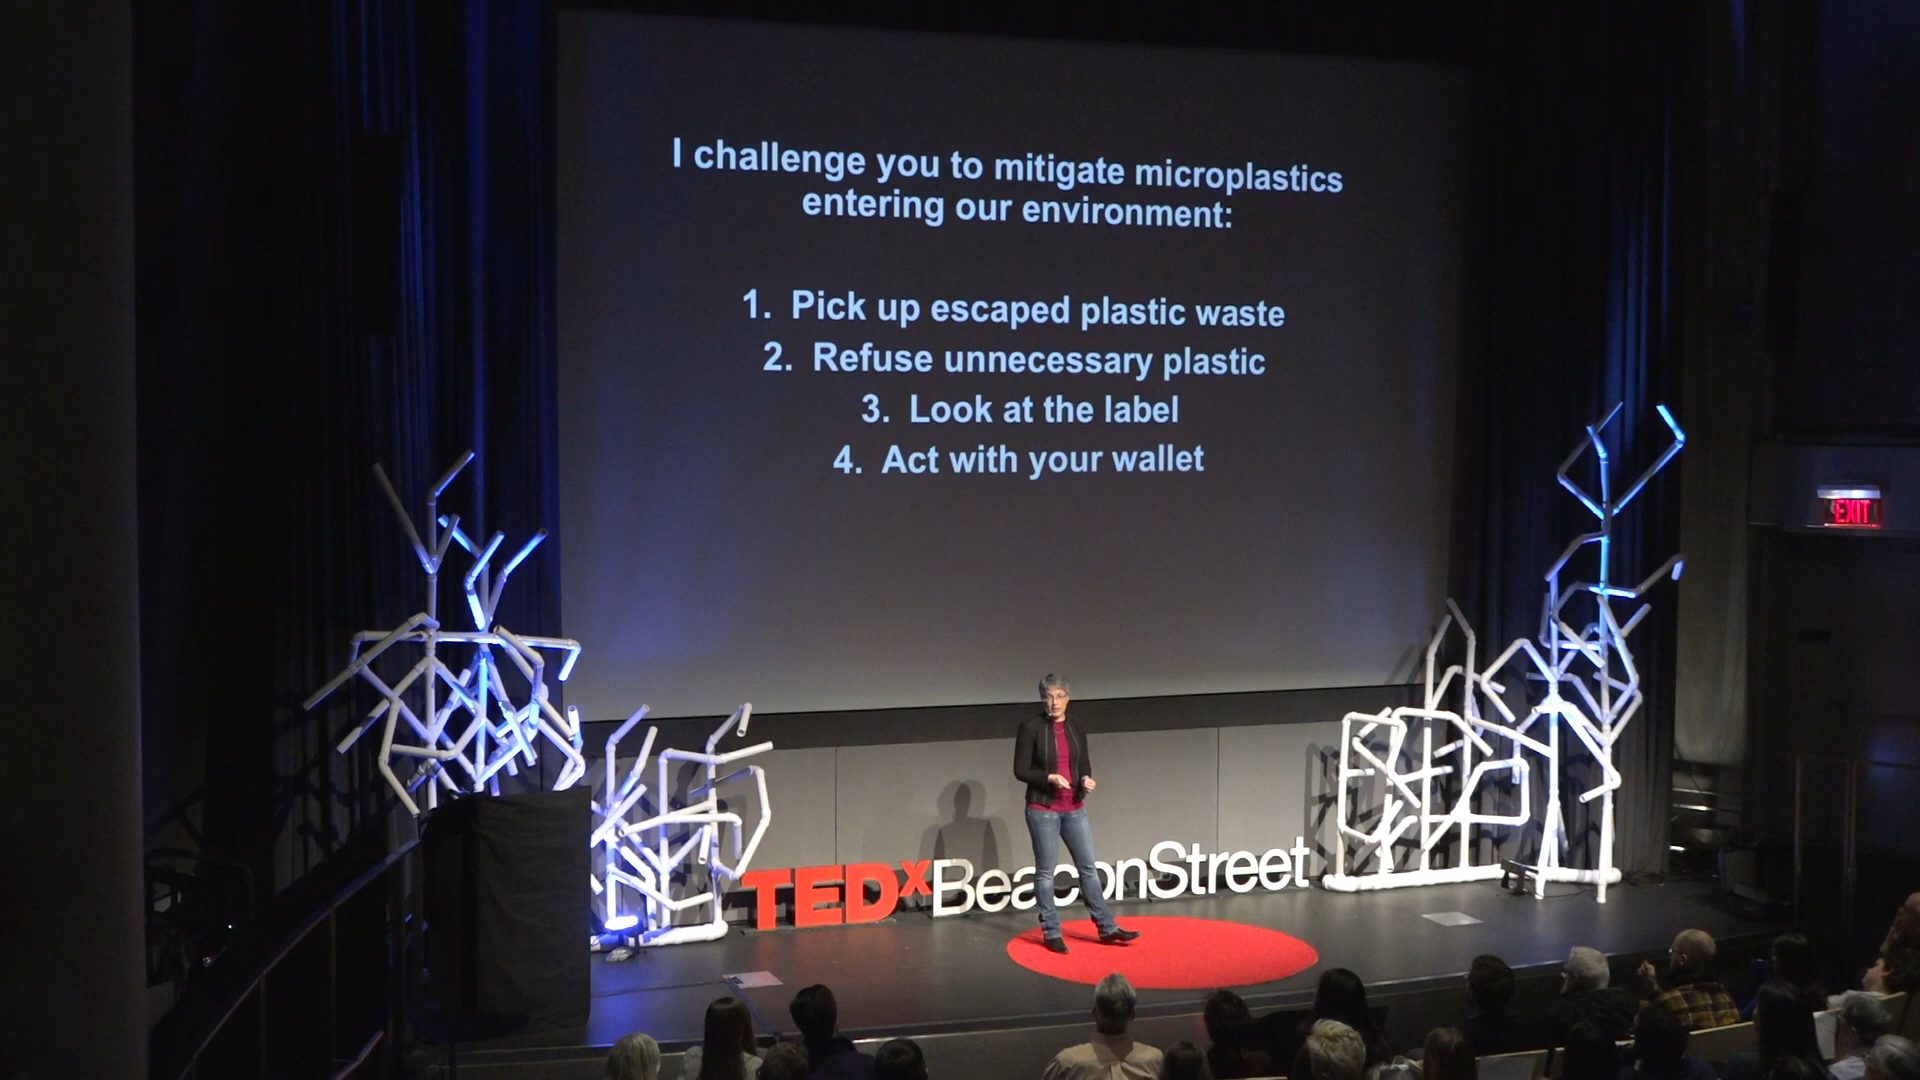 I challenge you to mitigate microplastics
entering our environment:
1. Pick up escaped plastic waste
2. Refuse unnecessary plastic
3. Look at the label
4. Act with your wallet
EXIT
TEDxBeaconStreet